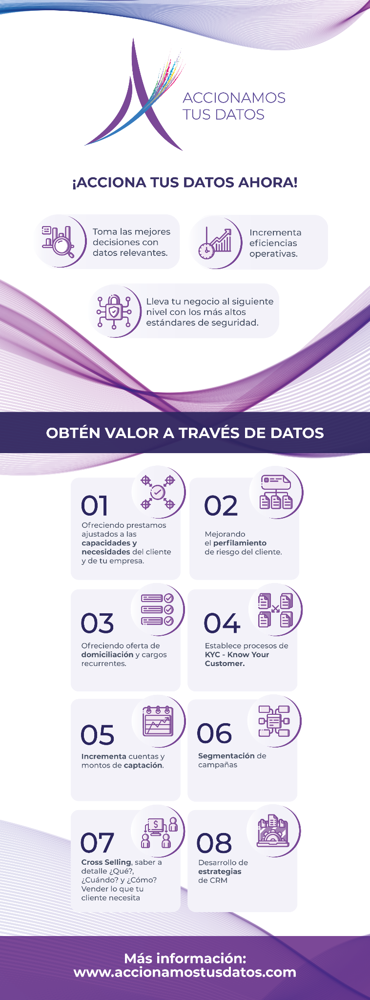 ACCIONAMOS
TUS DATOS
¡ACCIONA TUS DATOS AHORA!
Toma las mejores
decisiones con
datos relevantes.
Incrementa
eficiencias
operativas.
Lleva tu negocio al siguiente
nivel con los más altos
estándares de seguridad.
OBTÉN VALOR A TRAVÉS DE DATOS
01
Ofreciendo prestamos
ajustados a las
capacidades y
necesidades del cliente
y de tu empresa.
02
Mejorando
el perfilamiento
de riesgo del cliente.
03
Ofreciendo oferta de
domiciliación y cargos
recurrentes.
04
Establece procesos de
KYC - Know Your
Customer.
05
Incrementa cuentas y
montos de captación.
06
Segmentación de
campañas
07
$
Cross Selling, saber a
detalle ¿Qué?,
¿Cuándo? y ¿Cómo?
Vender lo que tu
cliente necesita
08
Desarrollo de
estrategias
de CRM
Más información:
www.accionamostusdatos.com